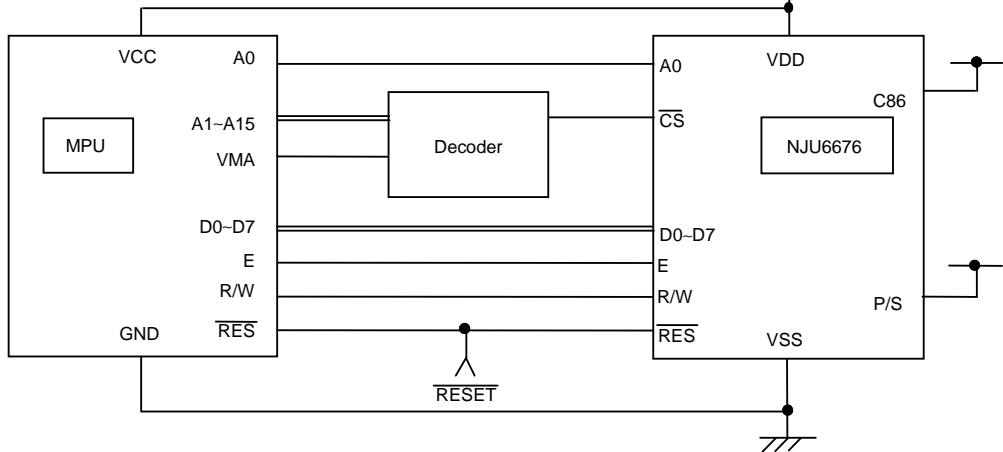 VCC
A0
A1~A15
MPU
VMA
D0~D7
E
R/W
RES
GND
Decoder
RESET
A0
VDD
C86
CS
NJU6676
D0~D7
E
R/W
P/S
RES
VSS